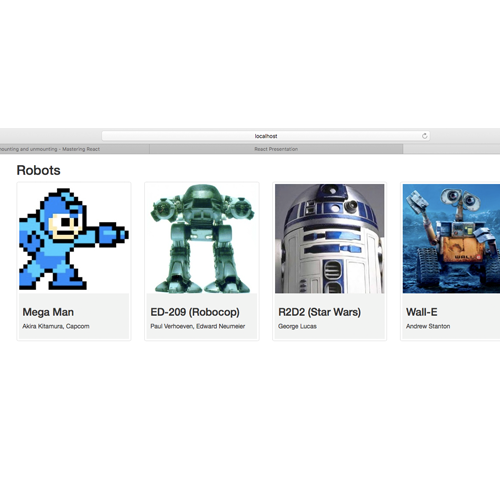 localhost
ounting and unmounting - Mastering React
React Presentation
Robots
Mega Man
Akira Kitamura, Capcom
ED-209 (Robocop)
Paul Verhoeven, Edward Neumeier
R2D2 (Star Wars)
George Lucas
Wall-E
Andrew Stanton
WALL·E